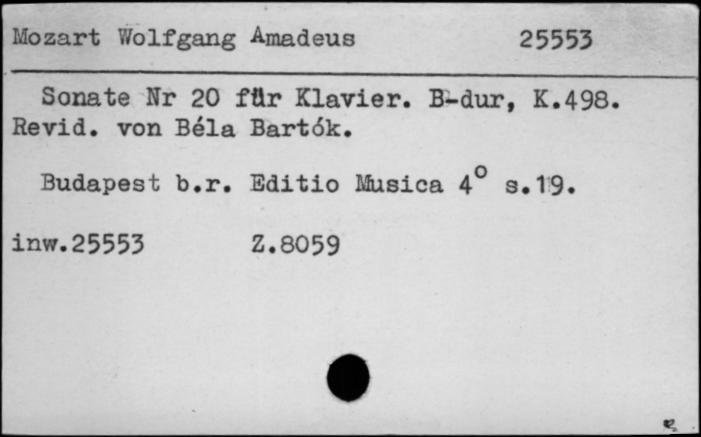 Mozart Wolfgang Amadeus 25553
Sonate Nr 20 für Klavier. B-dur, K.498.
Revid. von Béla Bartók.
Budapest b.r. Editio Musica 4° s.19.
inw.25553 Z.8059